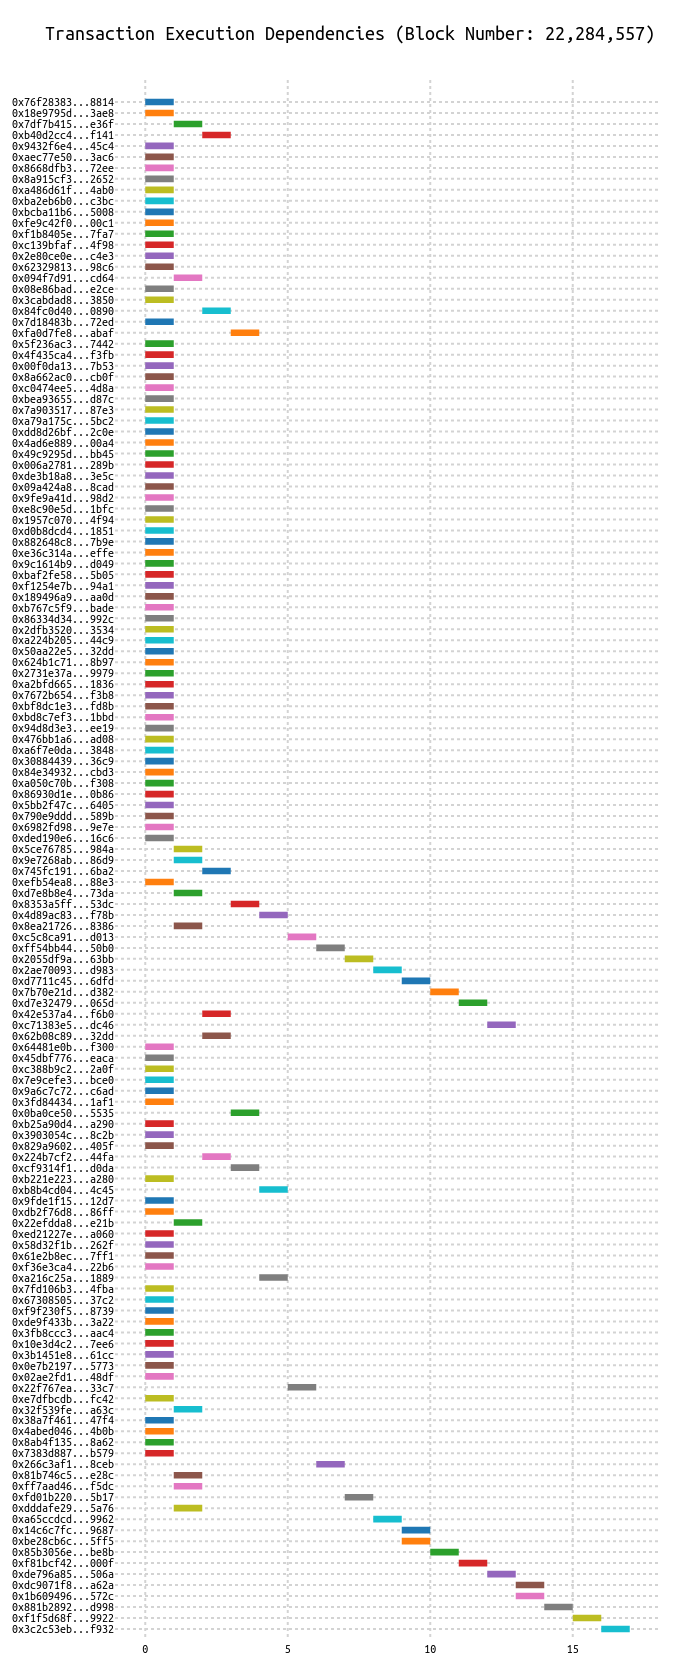 Transaction Execution Dependencies (Block Number: 22,284,557)
0x76f28383...8814
0x18e9795d...3ae8
0x7df7b415...e36f
0xb40d2cc4...f141
0x9432f6e4...45c4
0xaec77e50...3ac6
0x8668dfb3...72ee
0x8a915cf3...2652
0xa486d61f...4ab0
0xba2eb6b0...c3bc
0xbcba11b6...5008
0xfe9c42f0...00c1
0xf1b8405e...7fa7
0xc139bfaf...4f98
0x2e80ce0e...c4e3
0x62329813...98c6
0x094f7d91...cd64
0x08e86bad...e2ce
0x3cabdad8...3850
0x84fc0d40...0890
0x7d18483b...72ed
0xfa0d7fe8...abaf
0x5f236ac3...7442
0x4f435ca4...f3fb
0x00f0da13...7b53
0x8a662ac0...cb0f
0xc0474ee5...4d8a
0xbea93655...d87c
0x7a903517...87e3
0xa79a175c...5bc2
0xdd8d26bf...2c0e
0x4ad6e889...00a4
0x49c9295d...bb45
0x006a2781...289b
0xde3b18a8...3e5c
0x09a424a8...8cad
0x9fe9a41d...98d2
0xe8c90e5d...1bfc
0x1957c070...4f94
0xd0b8dcd4...1851
0x882648c8...7b9e
0xe36c314a...effe
0x9c1614b9...d049
0xbaf2fe58...5b05
0xf1254e7b...94a1
0x189496a9...aa0d
0xb767c5f9...bade
0x86334d34...992c
0x2dfb3520...3534
0xa224b205...44c9
0x50aa22e5...32dd
0x624b1c71...8b97
0x2731e37a...9979
0xa2bfd665...1836
0x7672b654...f3b8
0xbf8dc1e3...fd8b
0xbd8c7ef3...1bbd
0x94d8d3e3...ee19
0x476bb1a6...ad08
0xa6f7e0da...3848
0x30884439...36c9
0x84e34932...cbd3
0xa050c70b...f308
0x86930d1e...0b86
0x5bb2f47c...6405
0x790e9ddd...589b
0x6982fd98...9e7e
0xded190e6...16c6
0x5ce76785...984a
0x9e7268ab...86d9
0x745fc191...6ba2
0xefb54ea8...88e3
0xd7e8b8e4...73da
0x8353a5ff...53dc
0x4d89ac83...f78b
0x8ea21726...8386
0xc5c8ca91...d013
0xff54bb44...50b0
0x2055df9a...63bb
0x2ae70093...d983
0xd7711c45...6dfd
0x7b70e21d...d382
0xd7e32479...065d
0x42e537a4...f6b0
0xc71383e5...dc46
0x62b08c89...32dd
0x64481e0b...f300
0x45dbf776...eaca
0xc388b9c2...2a0f
0x7e9cefe3...bce0
0x9a6c7c72...c6ad
0x3fd84434...1af1
0x0ba0ce50...5535
0xb25a90d4...a290
0x3903054c...8c2b
0x829a9602...405f
0x224b7cf2...44fa
0xcf9314f1...d0da
0xb221e223...a280
0xb8b4cd04...4c45
0x9fde1f15...12d7
0xdb2f76d8...86ff
0x22efdda8...e21b
0xed21227e...a060
0x58d32f1b...262f
0x61e2b8ec...7ff1
0xf36e3ca4...22b6
0xa216c25a...1889
0x7fd106b3...4fba
0x67308505...37c2
0xf9f230f5...8739
0xde9f433b...3a22
0x3fb8ccc3...aac4
0x10e3d4c2...7ee6
0x3b1451e8...61cc
0x0e7b2197...5773
0x02ae2fd1...48df
0x22f767ea...33c7
0xe7dfbcdb...fc42
0x32f539fe...a63c
0x38a7f461...47f4
0x4abed046...4b0b
0x8ab4f135...8a62
0x7383d887...b579
0x266c3af1...8ceb
0x81b746c5...e28c
0xff7aad46...f5dc
0xfd01b220...5b17
0xdddafe29...5a76
0xa65ccdcd...9962
0x14c6c7fc...9687
0xbe28cb6c...5ff5
0x85b3056e...be8b
0xf81bcf42...000f
0xde796a85...506a
0xdc9071f8...a62a
0x1b609496...572c
0x881b2892...d998
0xf1f5d68f...9922
0x3c2c53eb...f932
0 5 10 15